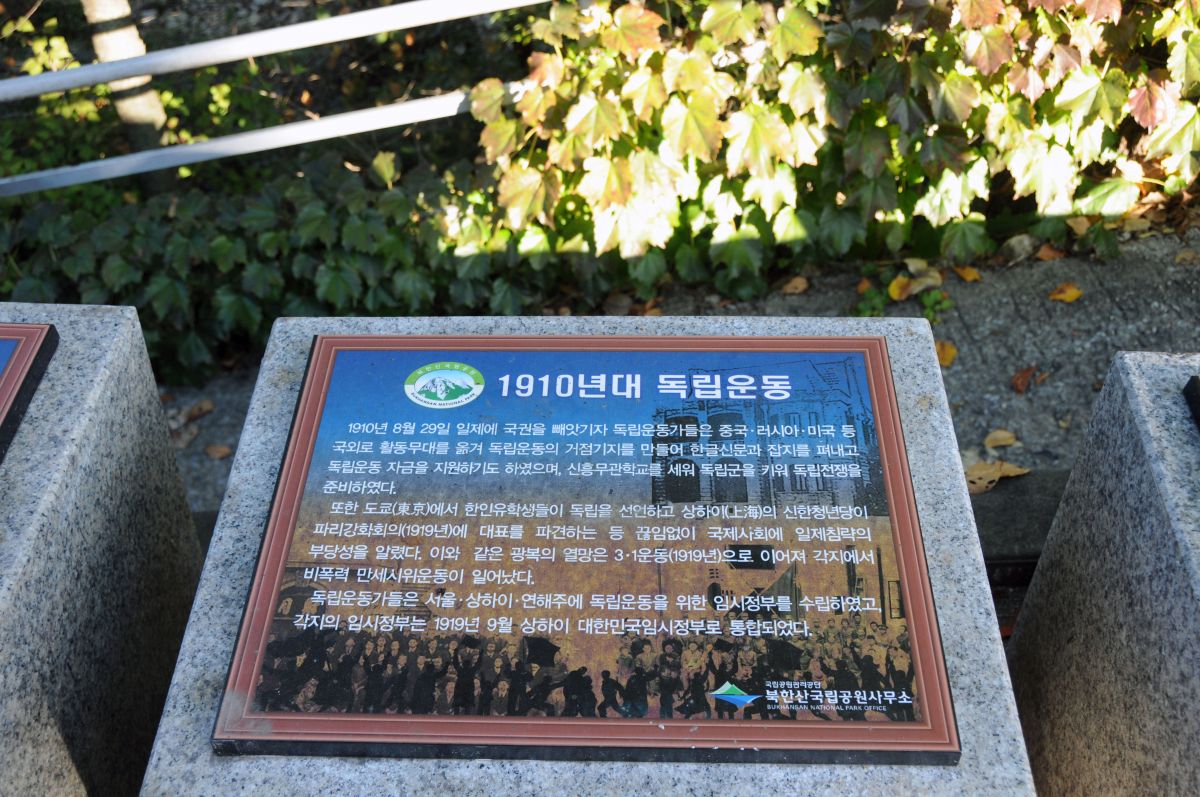 북한산국립공원
BUKHANSAN NATIONAL PARK
1910년대 독립운동
1910년 8월 29일 일제에 국권을 빼앗기자 독립운동가들은 중국·러시아·미국 등
국외로 활동무대를 옮겨 독립운동의 거점기지를 만들어 한글신문과 잡지를 펴내고
독립운동 자금을 지원하기도 하였으며, 신흥무관학교를 세워 독립군을 키워 독립전쟁을
준비하였다.
또한 도쿄(東京)에서 한인유학생들이 독립을 선언하고 상하이(上海)의 신한청년당이
파리강화회의(1919년)에 대표를 파견하는 등 끊임없이 국제사회에 일제침략의
부당성을 알렸다. 이와 같은 광복의 열망은 3·1운동(1919년)으로 이어져 각지에서
비폭력 만세시위운동이 일어났다.
독립운동가들은 서울·상하이·연해주에 독립운동을 위한 임시정부를 수립하였고,
각지의 임시정부는 1919년 9월 상하이 대한민국임시정부로 통합되었다.
국립공원관리공단
북한산국립공원사무소
BUKHANSAN NATIONAL PARK OFFICE